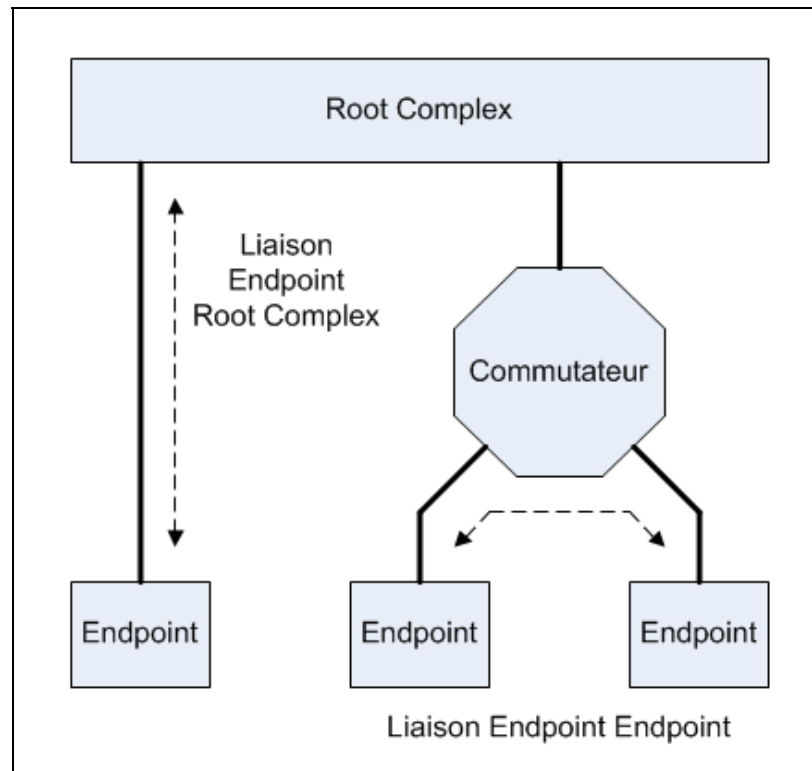 Root Complex
Liaison
Endpoint
Root Complex
Commutateur
Endpoint
Endpoint
Endpoint
Liaison Endpoint Endpoint